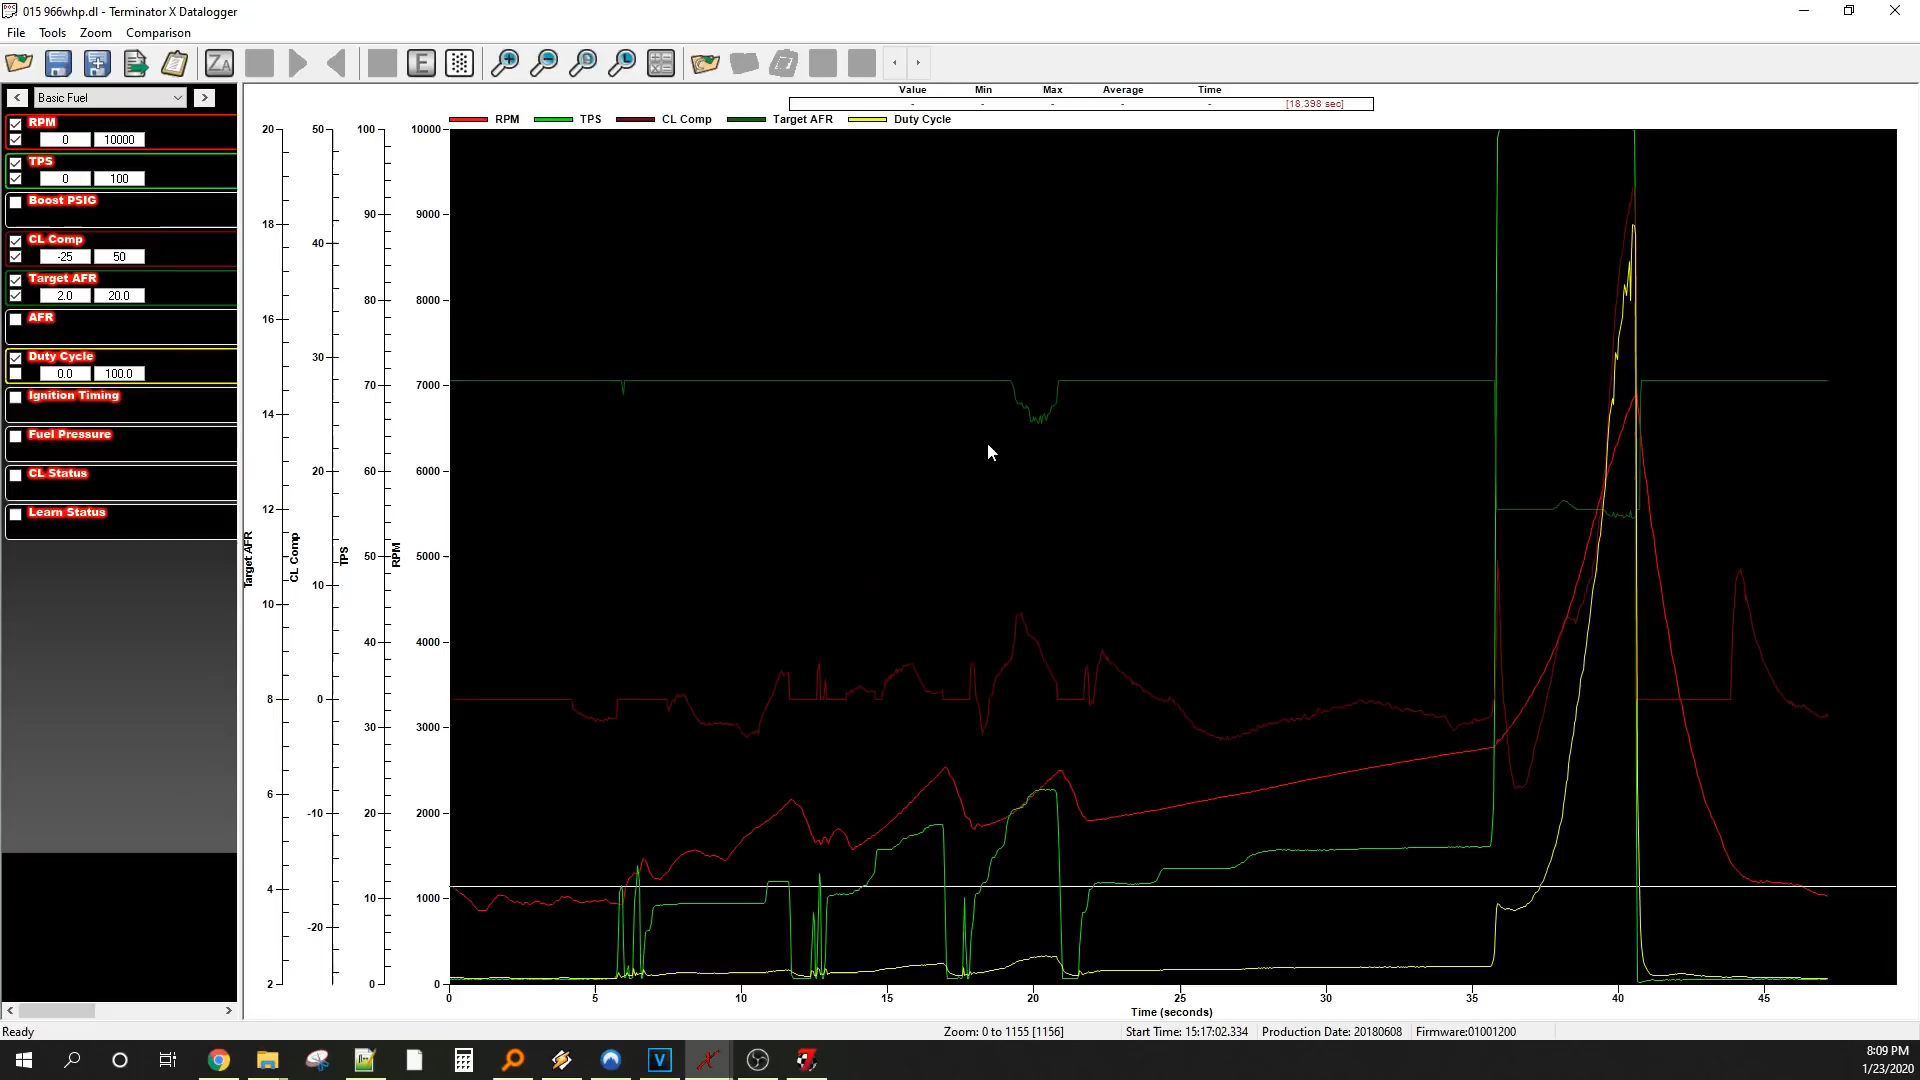 015 966whp.dl - Terminator X Datalogger
File Tools Zoom Comparison
Basic Fuel
RPM
0 10000
TPS
0 100
Boost PSIG
CL Comp
-25 50
Target AFR
2.0 20.0
AFR
Duty Cycle
0.0 100.0
Ignition Timing
Fuel Pressure
CL Status
Learn Status
Value Min Max Average Time
- - - - - [18.398 sec]
RPM TPS CL Comp Target AFR Duty Cycle
20 50 100 10000
90 9000
18
40
80 8000
16
30
70 7000
14
20 60 6000
12
50 5000
10
10
40 4000
8 0
30 3000
6
-10 20 2000
4
10 1000
-20
2 0 0
Target AFR
CL Comp
TPS
RPM
0 5 10 15 20 25 30 35 40 45
Time (seconds)
Ready
Zoom: 0 to 1155 [1156]
Start Time: 15:17:02.334
Production Date: 20180608
Firmware:01001200
8:09 PM
1/23/2020